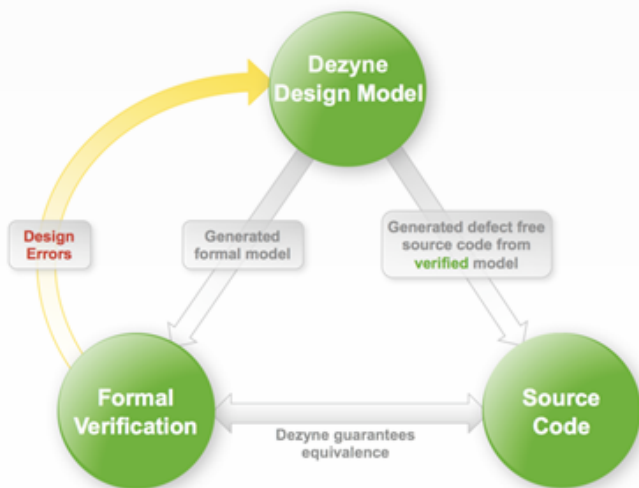 Dezyne
Design Model
Design
Errors
Generated
formal model
Generated defect free
source code from
verified model
Formal
Verification
Dezyne guarantees
equivalence
Source
Code